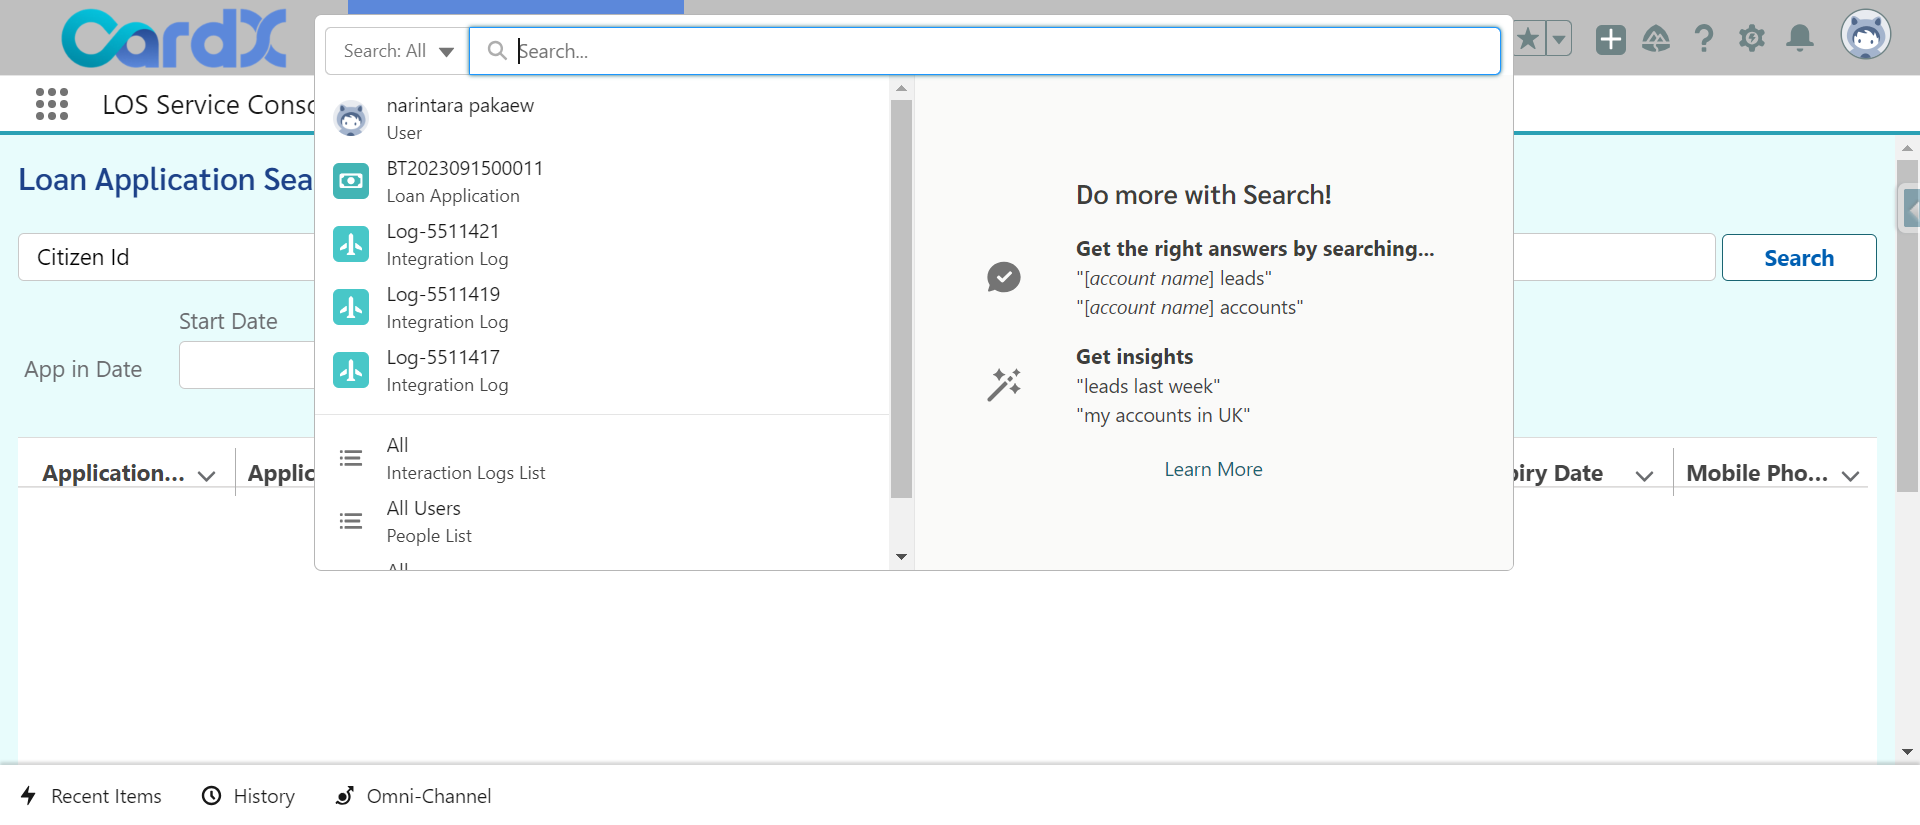 CardX
Search: All
Search...
LOS Service Conso
narintara pakaew
User
BT2023091500011
Loan Application
Log-5511421
Integration Log
Log-5511419
Integration Log
Log-5511417
Integration Log
All
Interaction Logs List
All Users
People List
All
Do more with Search!
Get the right answers by searching...
"[account name] leads"
"[account name] accounts"
Get insights
"leads last week"
"my accounts in UK"
Learn More
Loan Application Sea
Citizen Id
Search
Start Date
App in Date
Application...
Applic
piry Date
Mobile Pho...
Recent Items
History
Omni-Channel